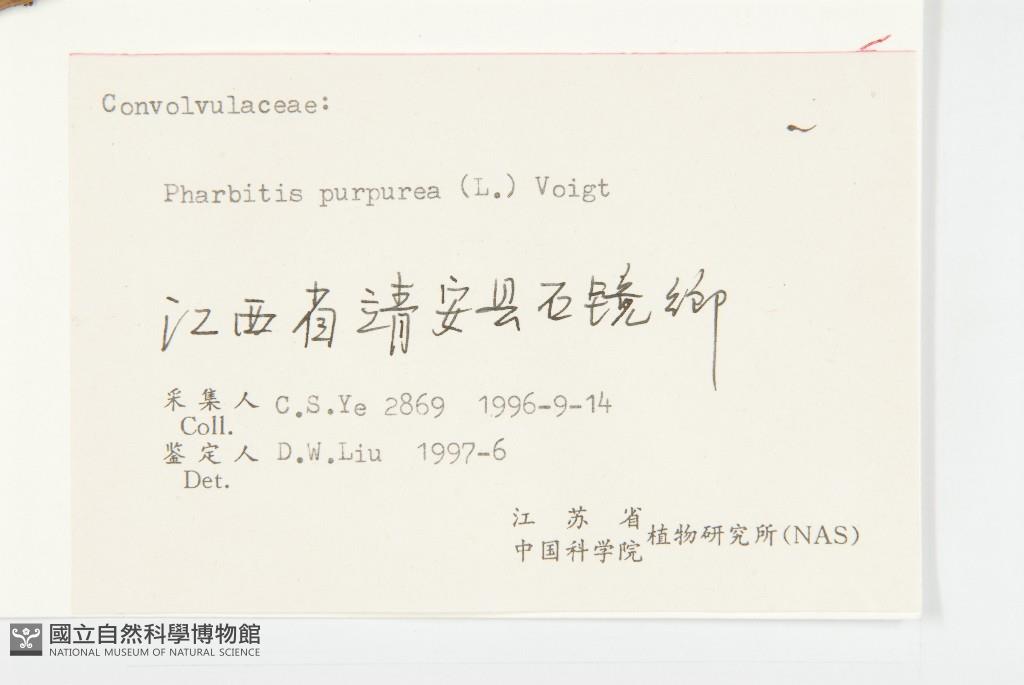 Convolvulaceae:
Pharbitis purpurea (L.) Voigt
江西省靖安县石镜鄉
采集人 C.S.Ye 2869 1996-9-14
Coll.
鉴定人 D.W.Liu 1997-6
Det.
江苏省
中国科学院 植物研究所(NAS)
國立自然科學博物館
NATIONAL MUSEUM OF NATURAL SCIENCE